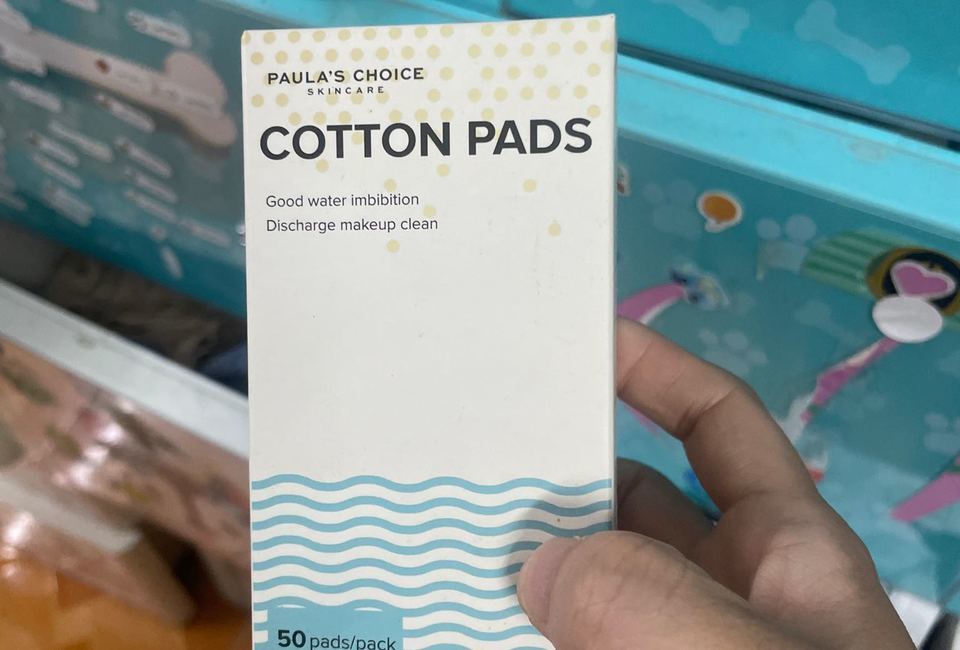 PAULA'S CHOICE
SKINCARE
COTTON PADS
Good water imbibition
Discharge makeup clean
50 pads/pack